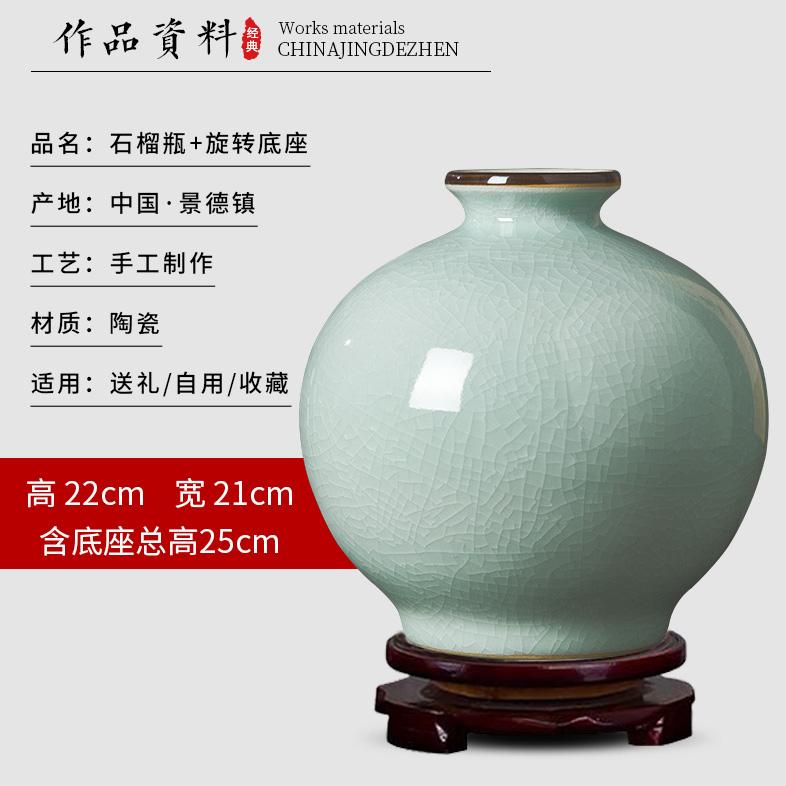 作品資料
经典
Works materials
CHINAJINGDEZHEN
品名：石榴瓶+旋转底座
产地：中国·景德镇
工艺：手工制作
材质：陶瓷
适用：送礼/自用/收藏
高 22cm 宽 21cm
含底座总高25cm